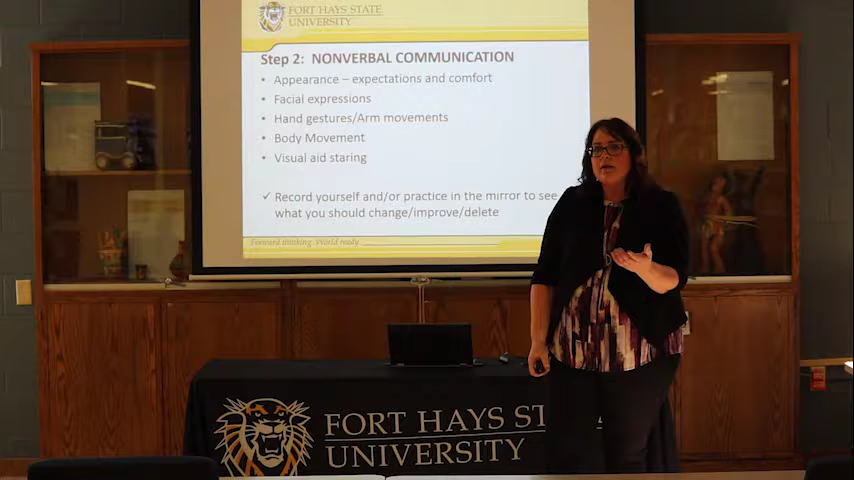 FORT HAYS STATE
UNIVERSITY
Step 2: NONVERBAL COMMUNICATION
• Appearance – expectations and comfort
• Facial expressions
• Hand gestures/Arm movements
• Body Movement
• Visual aid staring
✓ Record yourself and/or practice in the mirror to see
what you should change/improve/delete
Forward thinking. World ready.
FORT HAYS ST
UNIVERSITY